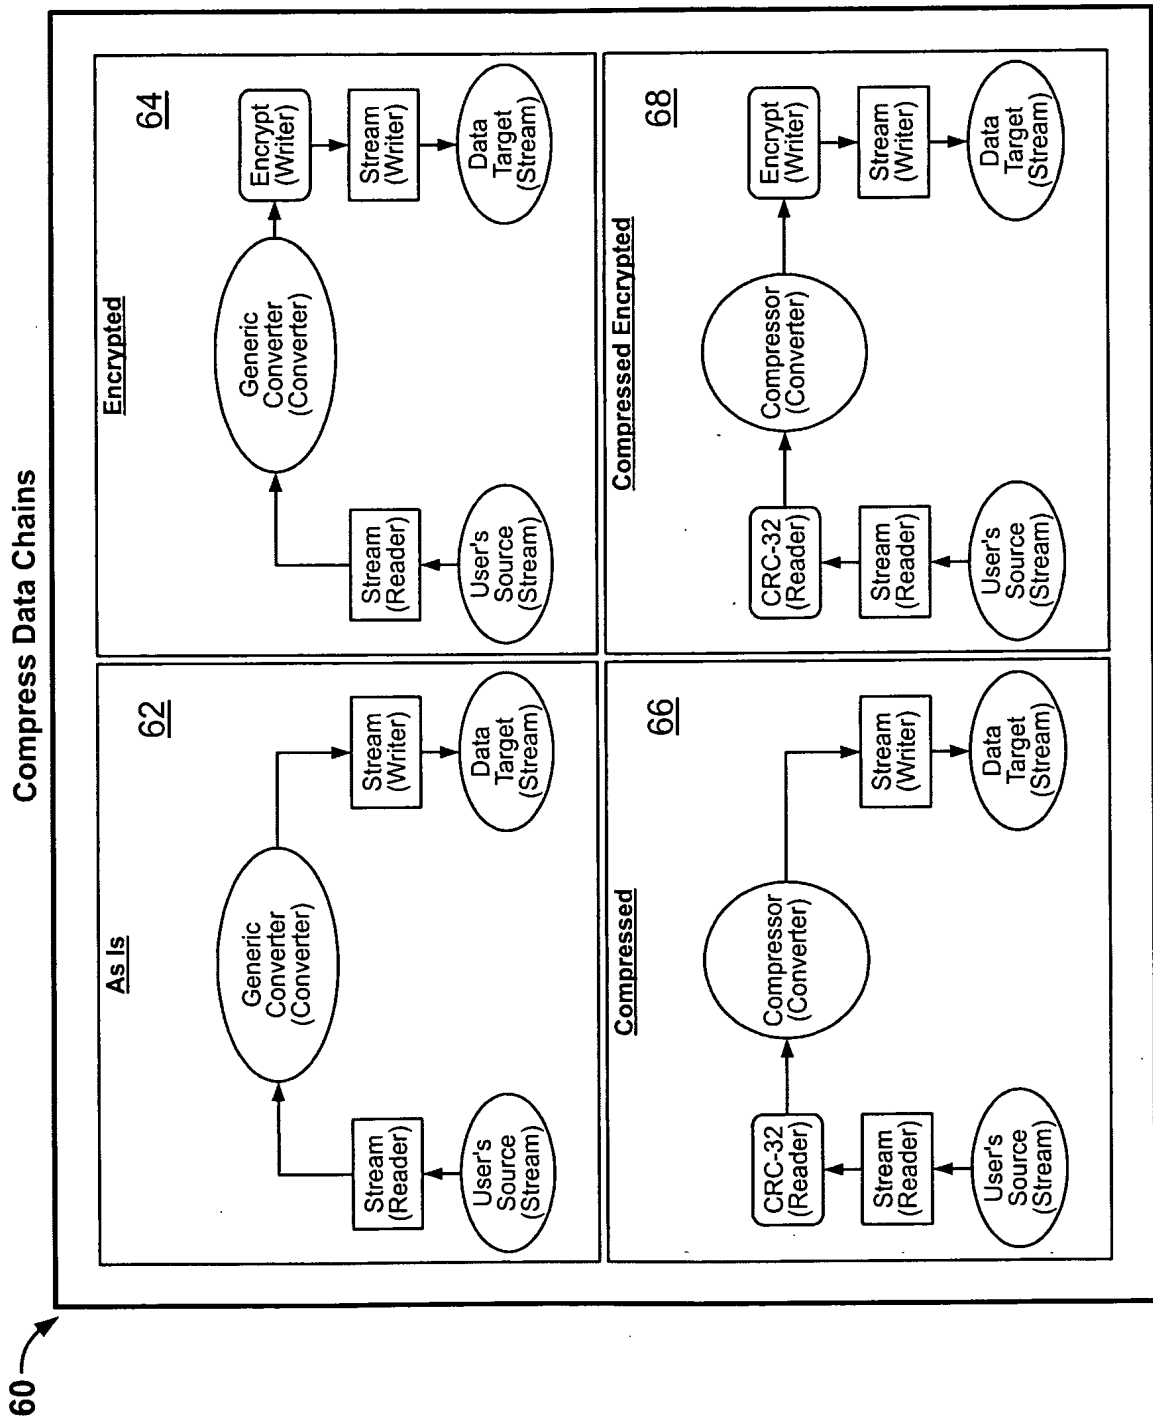 Compress Data Chains
60
As Is
62
Generic
Converter
(Converter)
Stream
(Reader)
User's
Source
(Stream)
Stream
(Writer)
Data
Target
(Stream)
Encrypted
64
Generic
Converter
(Converter)
Stream
(Reader)
User's
Source
(Stream)
Encrypt
(Writer)
Stream
(Writer)
Data
Target
(Stream)
Compressed
66
Compressor
(Converter)
CRC-32
(Reader)
Stream
(Reader)
User's
Source
(Stream)
Stream
(Writer)
Data
Target
(Stream)
Compressed Encrypted
68
Compressor
(Converter)
CRC-32
(Reader)
Stream
(Reader)
User's
Source
(Stream)
Encrypt
(Writer)
Stream
(Writer)
Data
Target
(Stream)